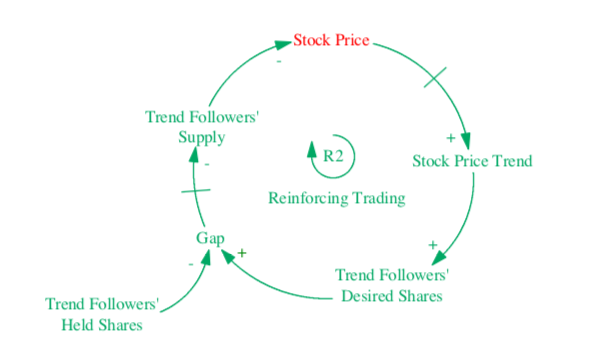 Stock Price
-
Trend Followers'
Supply
-
+
Stock Price Trend
R2
Reinforcing Trading
Gap
+
-
+
Trend Followers'
Desired Shares
Trend Followers'
Held Shares